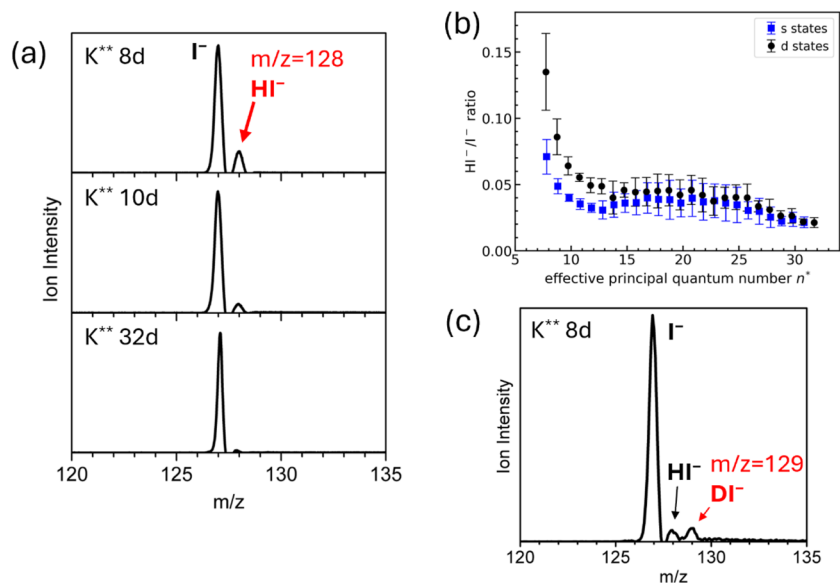 (a)
K** 8d
I⁻
m/z=128
HI⁻
K** 10d
K** 32d
Ion Intensity
120 125 130 135
m/z
(b)
s states
d states
0.15
0.10
0.05
0.00
HI⁻/I⁻ ratio
5 10 15 20 25 30
effective principal quantum number n*
(c)
K** 8d
I⁻
HI⁻
m/z=129
DI⁻
Ion Intensity
120 125 130 135
m/z